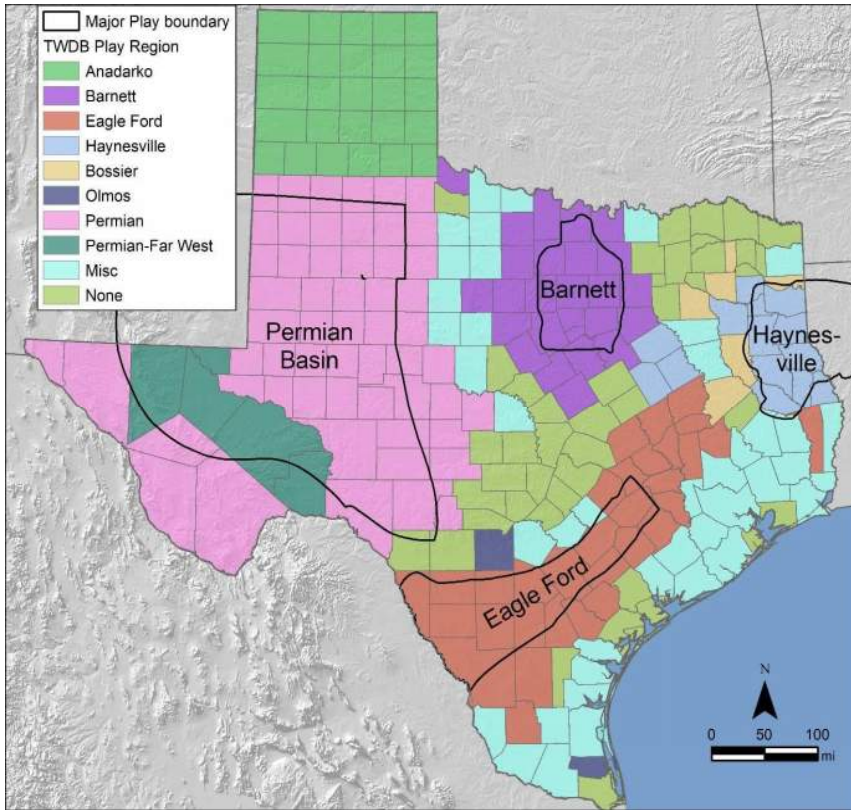 Major Play boundary
TWDB Play Region
Anadarko
Barnett
Eagle Ford
Haynesville
Bossier
Olmos
Permian
Permian-Far West
Misc
None
Barnett
Permian
Basin
Haynes-
ville
Eagle Ford
N
0 50 100
mi